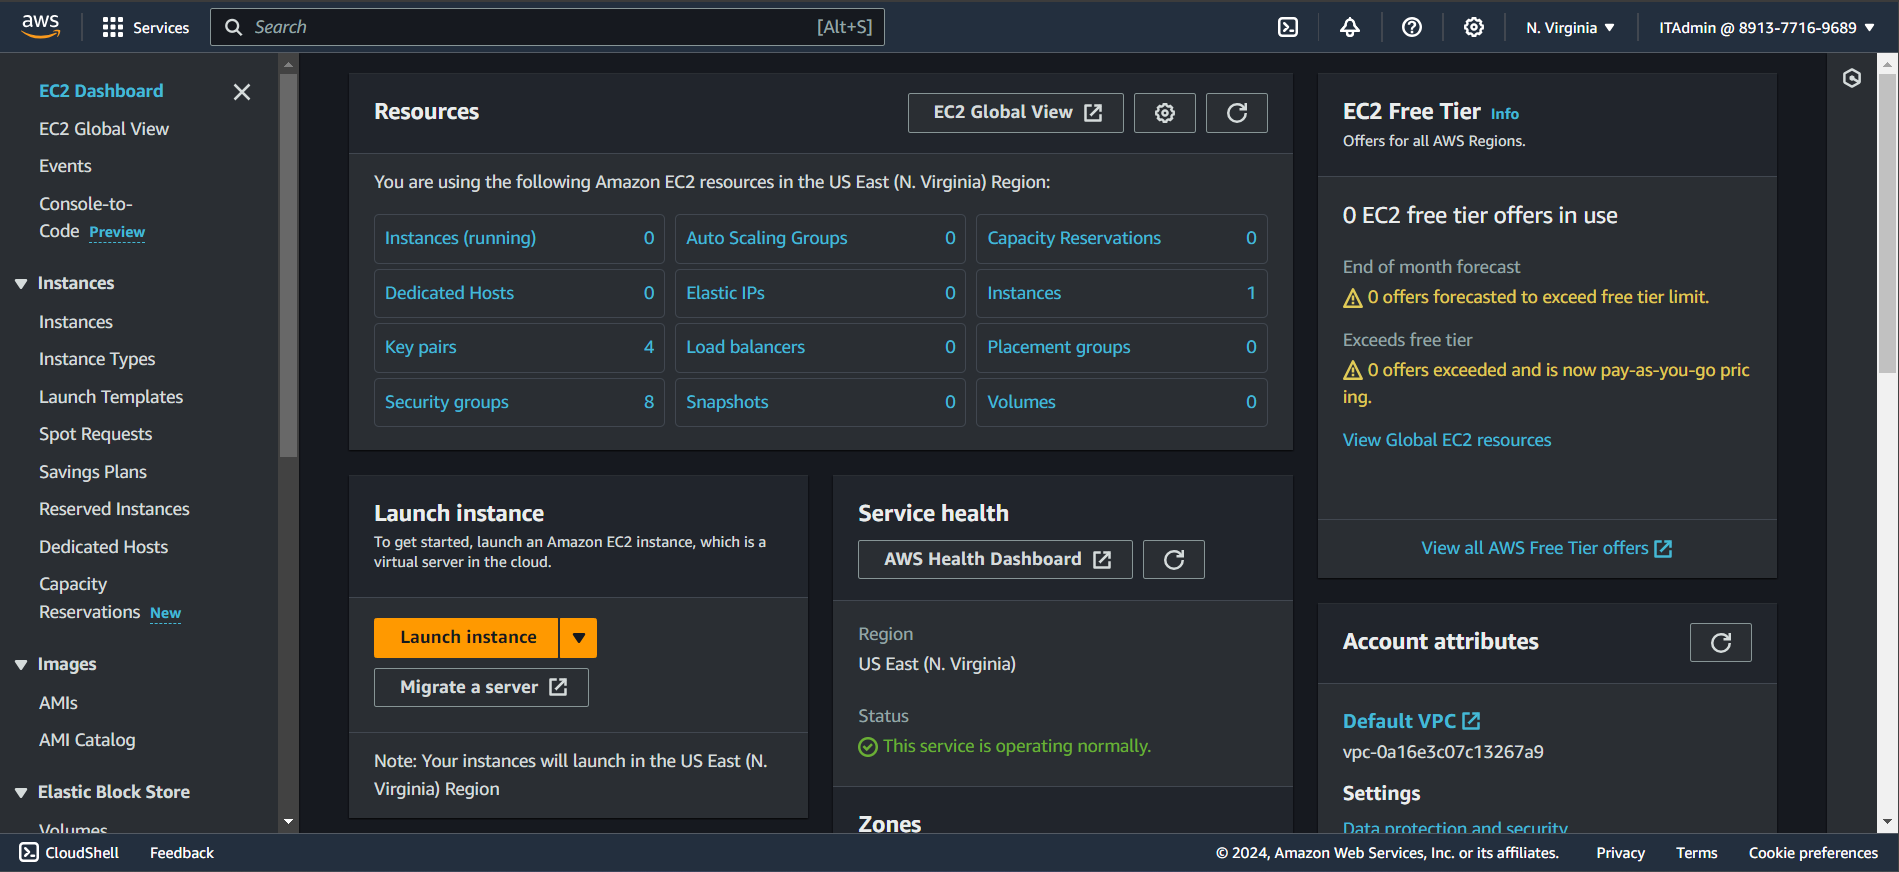 aws
Services
Search
[Alt+S]
N. Virginia
ITAdmin @ 8913-7716-9689
EC2 Dashboard
EC2 Global View
Events
Console-to-
Code Preview
Instances
Instances
Instance Types
Launch Templates
Spot Requests
Savings Plans
Reserved Instances
Dedicated Hosts
Capacity
Reservations New
Images
AMIs
AMI Catalog
Elastic Block Store
Volumes
Resources
EC2 Global View
You are using the following Amazon EC2 resources in the US East (N. Virginia) Region:
Instances (running) 0
Auto Scaling Groups 0
Capacity Reservations 0
Dedicated Hosts 0
Elastic IPs 0
Instances 1
Key pairs 4
Load balancers 0
Placement groups 0
Security groups 8
Snapshots 0
Volumes 0
Launch instance
To get started, launch an Amazon EC2 instance, which is a
virtual server in the cloud.
Launch instance
Migrate a server
Note: Your instances will launch in the US East (N.
Virginia) Region
Service health
AWS Health Dashboard
Region
US East (N. Virginia)
Status
This service is operating normally.
Zones
EC2 Free Tier Info
Offers for all AWS Regions.
0 EC2 free tier offers in use
End of month forecast
0 offers forecasted to exceed free tier limit.
Exceeds free tier
0 offers exceeded and is now pay-as-you-go pric
ing.
View Global EC2 resources
View all AWS Free Tier offers
Account attributes
Default VPC
vpc-0a16e3c07c13267a9
Settings
Data protection and security
CloudShell
Feedback
© 2024, Amazon Web Services, Inc. or its affiliates.
Privacy
Terms
Cookie preferences